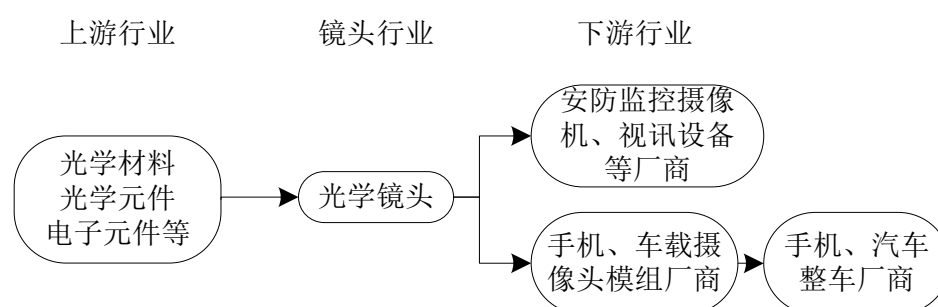 上游行业
镜头行业
下游行业
光学材料
光学元件
电子元件等
光学镜头
安防监控摄像
机、视讯设备
等厂商
手机、车载摄
像头模组厂商
手机、汽车
整车厂商